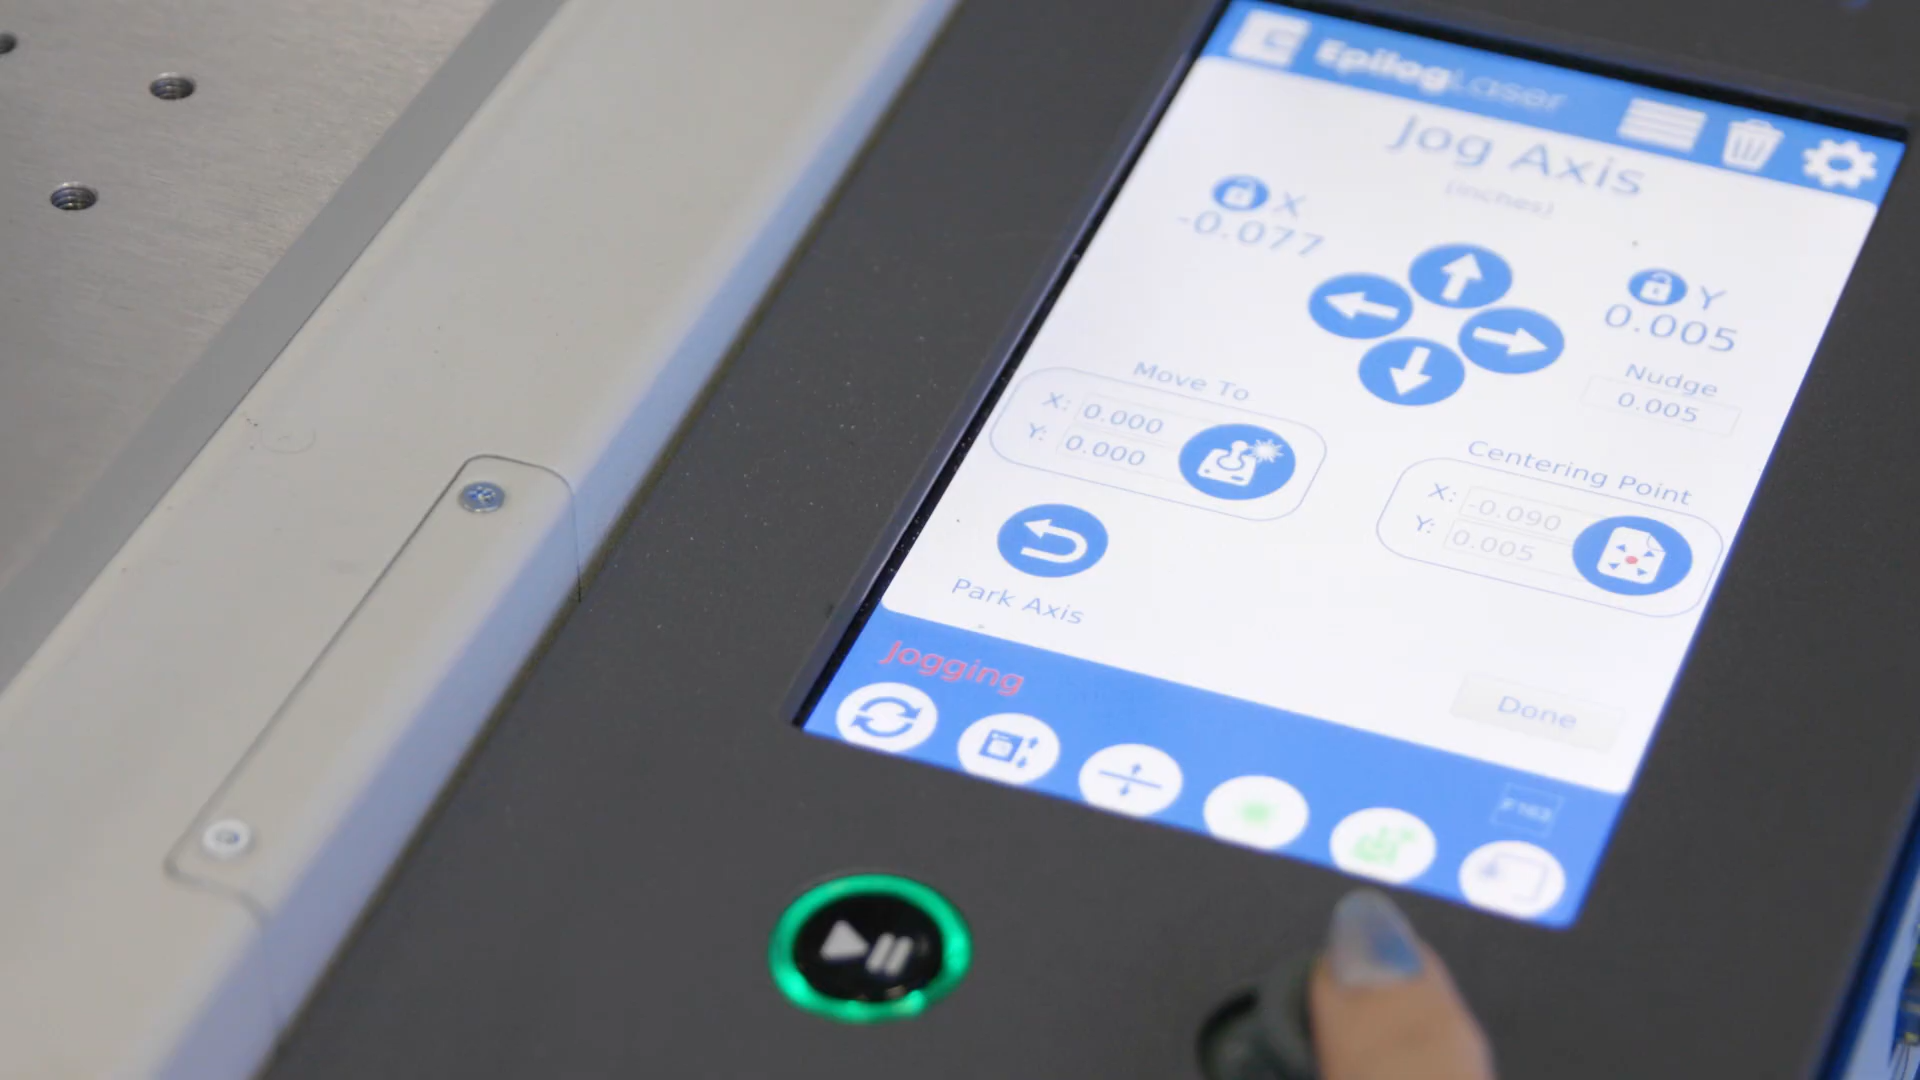 EpilogLaser
Jog Axis
(inches)
X
-0.077
Y
0.005
Nudge
0.005
Move To
X: 0.000
Y: 0.000
Centering Point
X: -0.090
Y: 0.005
Park Axis
Done
Jogging